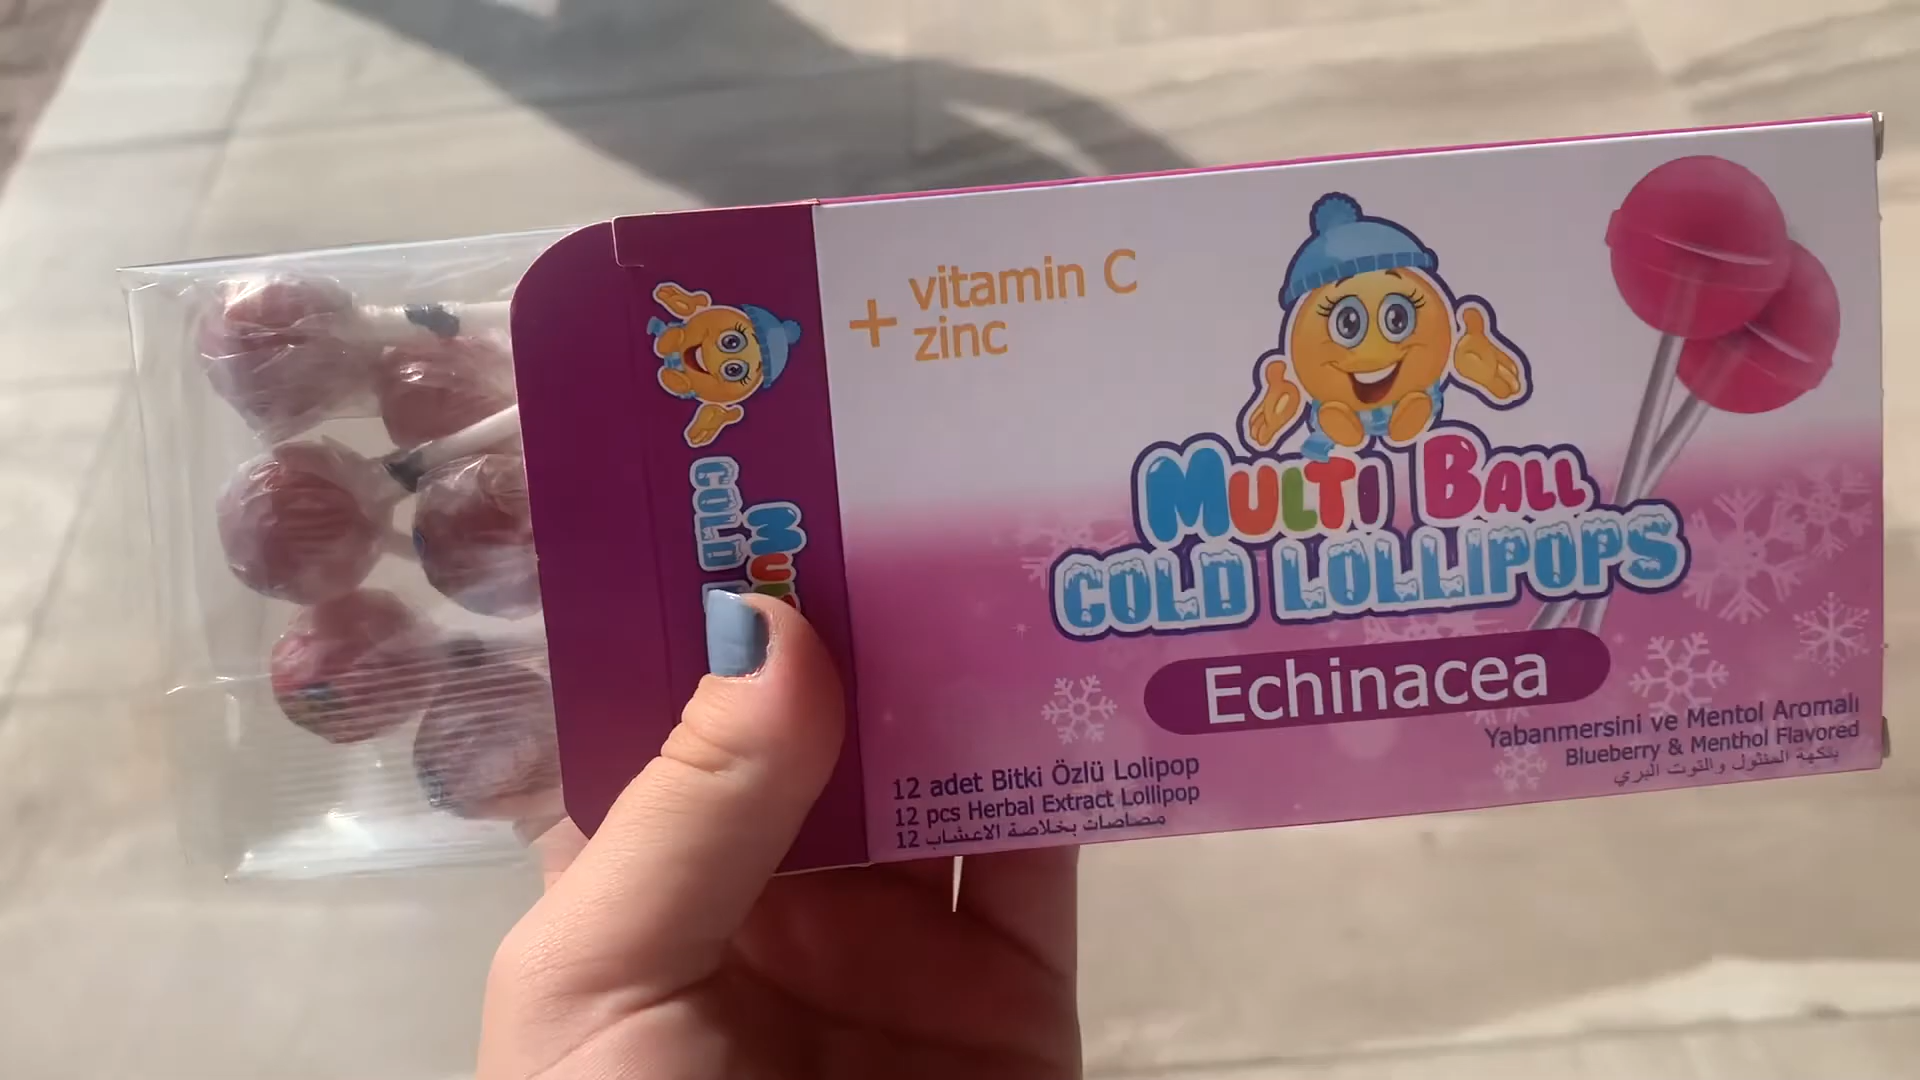 + vitamin C
zinc
MULTI BALL
COLD LOLLIPOPS
Echinacea
Yabanmersini ve Mentol Aromalı
Blueberry & Menthol Flavored
بنكهة المنثول والتوت البري
12 adet Bitki Özlü Lolipop
12 pcs Herbal Extract Lollipop
12 مصاصات بخلاصة الاعشاب
COLD